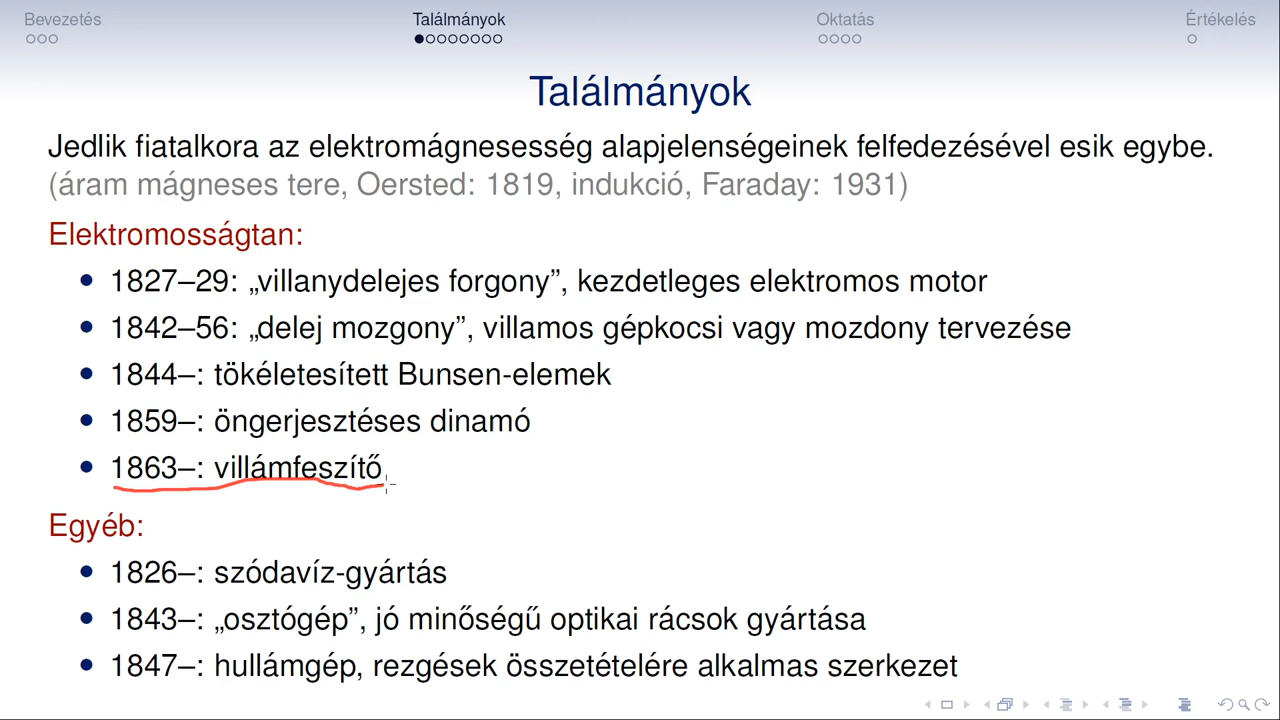 Bevezetés
Találmányok
Oktatás
Értékelés
Találmányok
Jedlik fiatalkora az elektromágnesesség alapjelenségeinek felfedezésével esik egybe.
(áram mágneses tere, Oersted: 1819, indukció, Faraday: 1931)
Elektromosságtan:
1827–29: „villanydelejes forgony”, kezdetleges elektromos motor
1842–56: „delej mozgony”, villamos gépkocsi vagy mozdony tervezése
1844–: tökéletesített Bunsen-elemek
1859–: öngerjesztéses dinamó
1863–: villámfeszítő
Egyéb:
1826–: szódavíz-gyártás
1843–: „osztógép”, jó minőségű optikai rácsok gyártása
1847–: hullámgép, rezgések összetételére alkalmas szerkezet